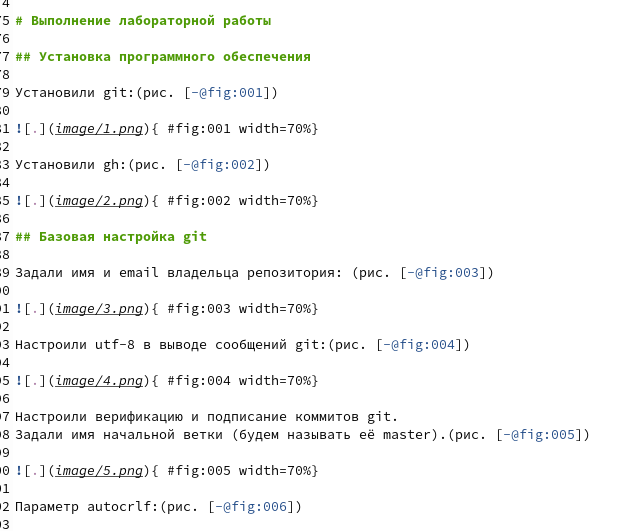 4
75 # Выполнение лабораторной работы
76
77 ## Установка программного обеспечения
78
79 Установили git:(рис. [-@fig:001])
80
81 ![.](image/1.png){ #fig:001 width=70%}
82
83 Установили gh:(рис. [-@fig:002])
84
85 ![.](image/2.png){ #fig:002 width=70%}
86
87 ## Базовая настройка git
88
89 Задали имя и email владельца репозитория: (рис. [-@fig:003])
90
91 ![.](image/3.png){ #fig:003 width=70%}
92
93 Настроили utf-8 в выводе сообщений git:(рис. [-@fig:004])
94
95 ![.](image/4.png){ #fig:004 width=70%}
96
97 Настроили верификацию и подписание коммитов git.
98 Задали имя начальной ветки (будем называть её master).(рис. [-@fig:005])
99
00 ![.](image/5.png){ #fig:005 width=70%}
01
02 Параметр autocrlf:(рис. [-@fig:006])
03